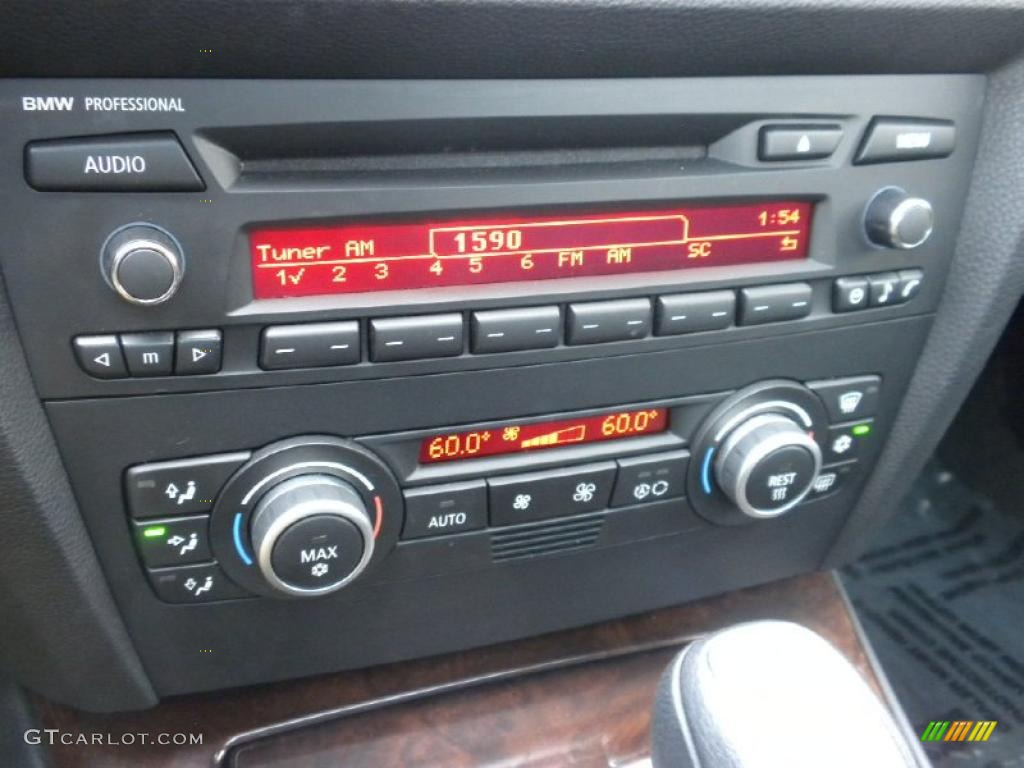 BMW PROFESSIONAL
AUDIO
MENU
Tuner AM 1590 1:54
1✓ 2 3 4 5 6 FM AM SC
m
60.0° 60.0°
AUTO
MAX
REST
GTCARLOT.COM